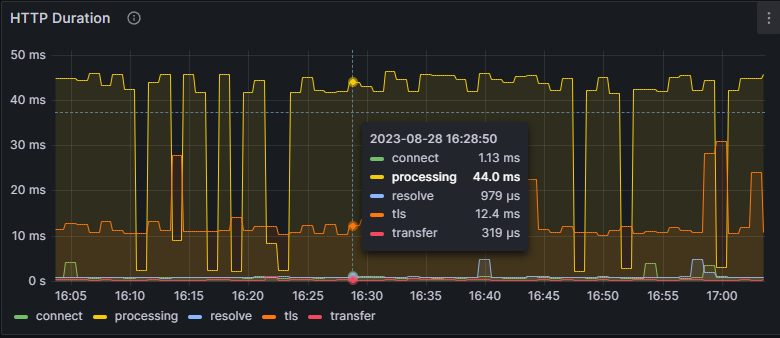 HTTP Duration
50 ms
40 ms
30 ms
20 ms
10 ms
0 s
2023-08-28 16:28:50
connect 1.13 ms
processing 44.0 ms
resolve 979 µs
tls 12.4 ms
transfer 319 µs
16:05 16:10 16:15 16:20 16:25 16:30 16:35 16:40 16:45 16:50 16:55 17:00
connect processing resolve tls transfer